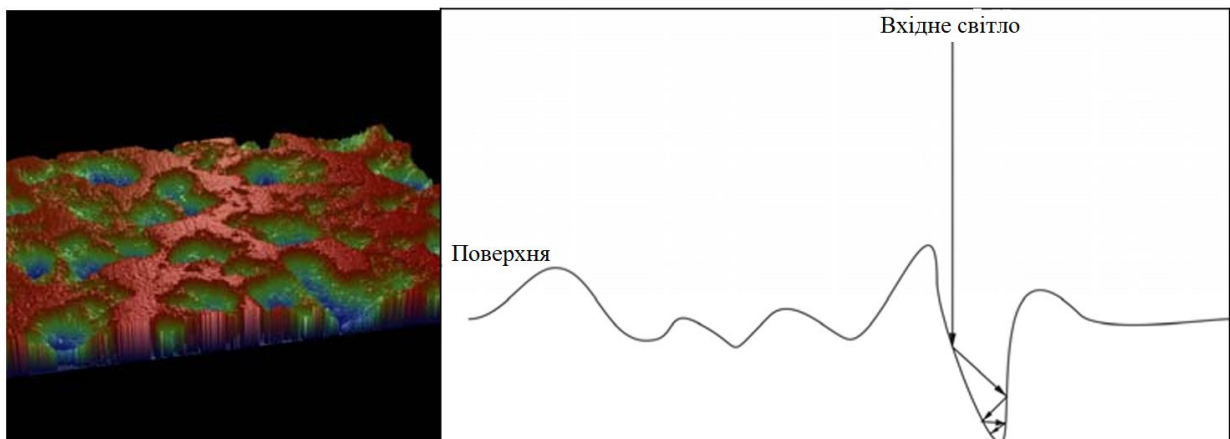 Вхідне світло
Поверхня